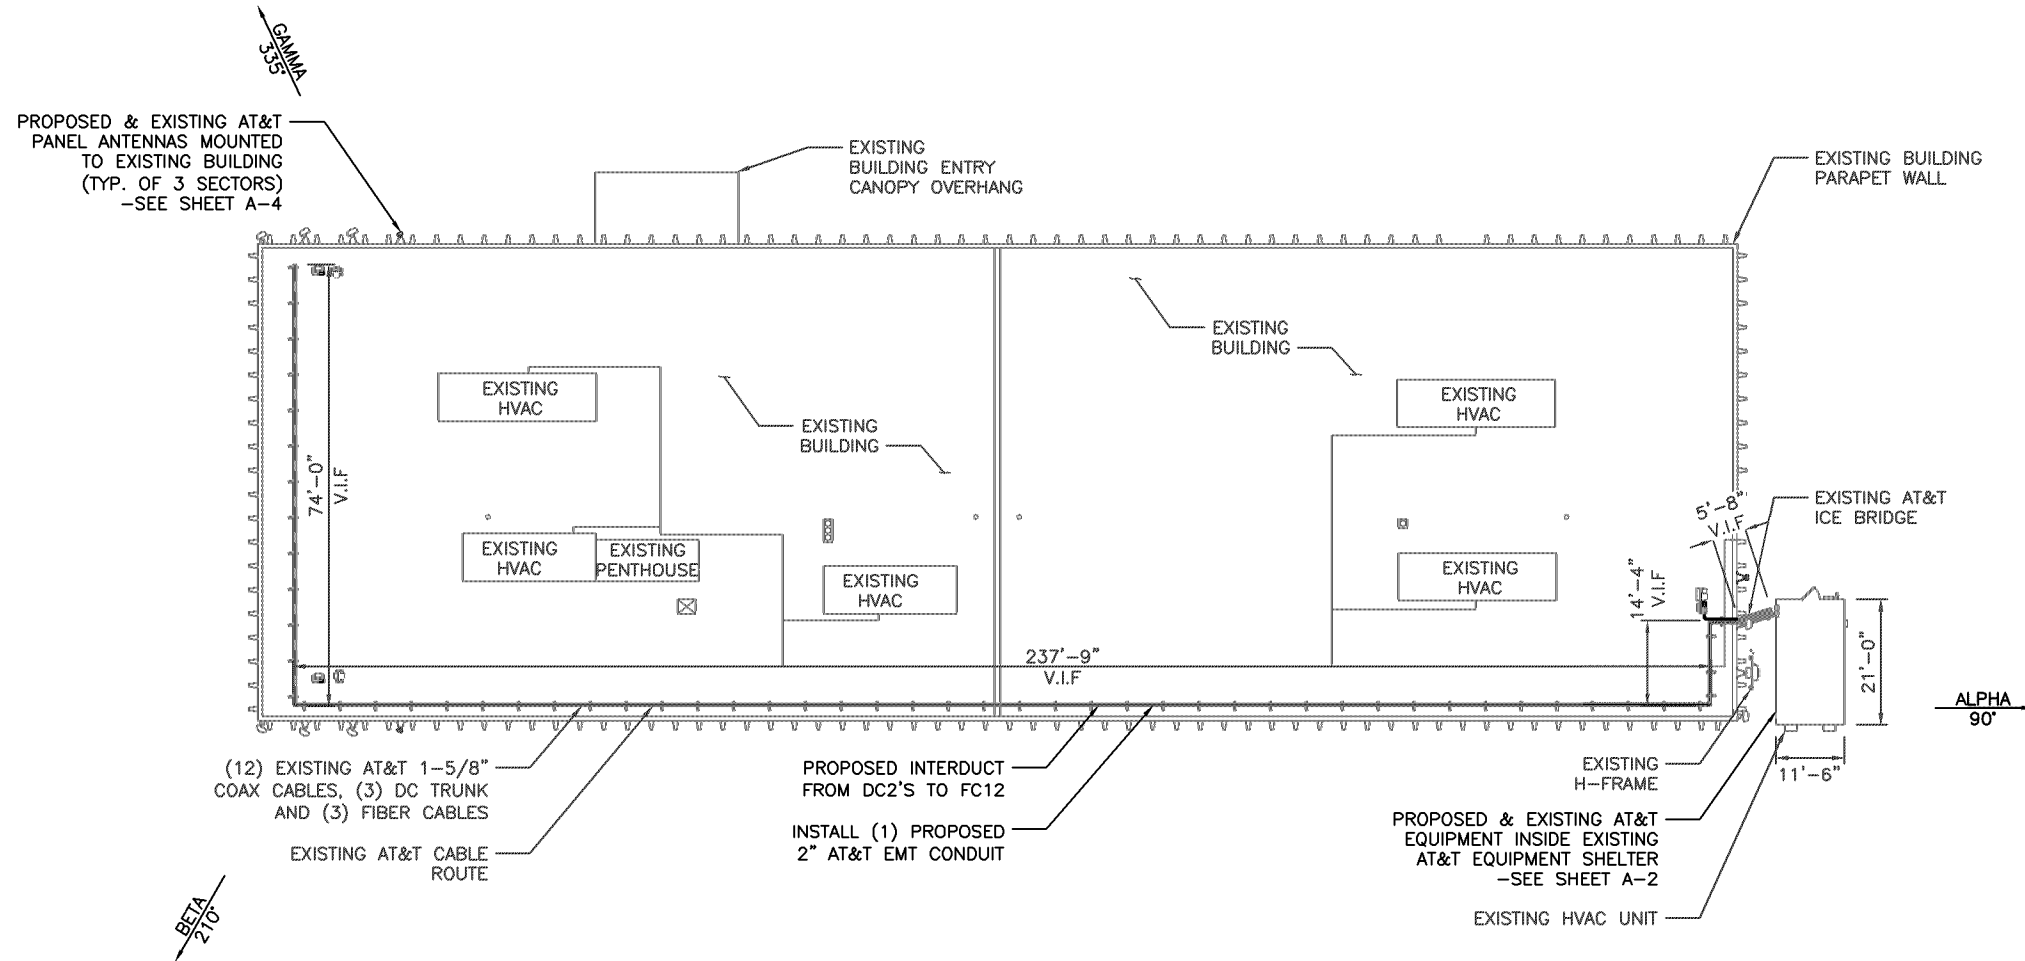 GAMMA
335°
PROPOSED & EXISTING AT&T
PANEL ANTENNAS MOUNTED
TO EXISTING BUILDING
(TYP. OF 3 SECTORS)
-SEE SHEET A-4
EXISTING
BUILDING ENTRY
CANOPY OVERHANG
EXISTING BUILDING
PARAPET WALL
EXISTING
BUILDING
EXISTING
HVAC
EXISTING
HVAC
EXISTING
BUILDING
74'-0"
V.I.F
EXISTING
HVAC
EXISTING
PENTHOUSE
EXISTING
HVAC
EXISTING
HVAC
5'-8"
V.I.F
EXISTING AT&T
ICE BRIDGE
14'-4"
V.I.F
237'-9"
V.I.F
21'-0"
ALPHA
90°
11'-6"
(12) EXISTING AT&T 1-5/8"
COAX CABLES, (3) DC TRUNK
AND (3) FIBER CABLES
EXISTING AT&T CABLE
ROUTE
PROPOSED INTERDUCT
FROM DC2'S TO FC12
INSTALL (1) PROPOSED
2" AT&T EMT CONDUIT
EXISTING
H-FRAME
PROPOSED & EXISTING AT&T
EQUIPMENT INSIDE EXISTING
AT&T EQUIPMENT SHELTER
-SEE SHEET A-2
EXISTING HVAC UNIT
BETA
210°